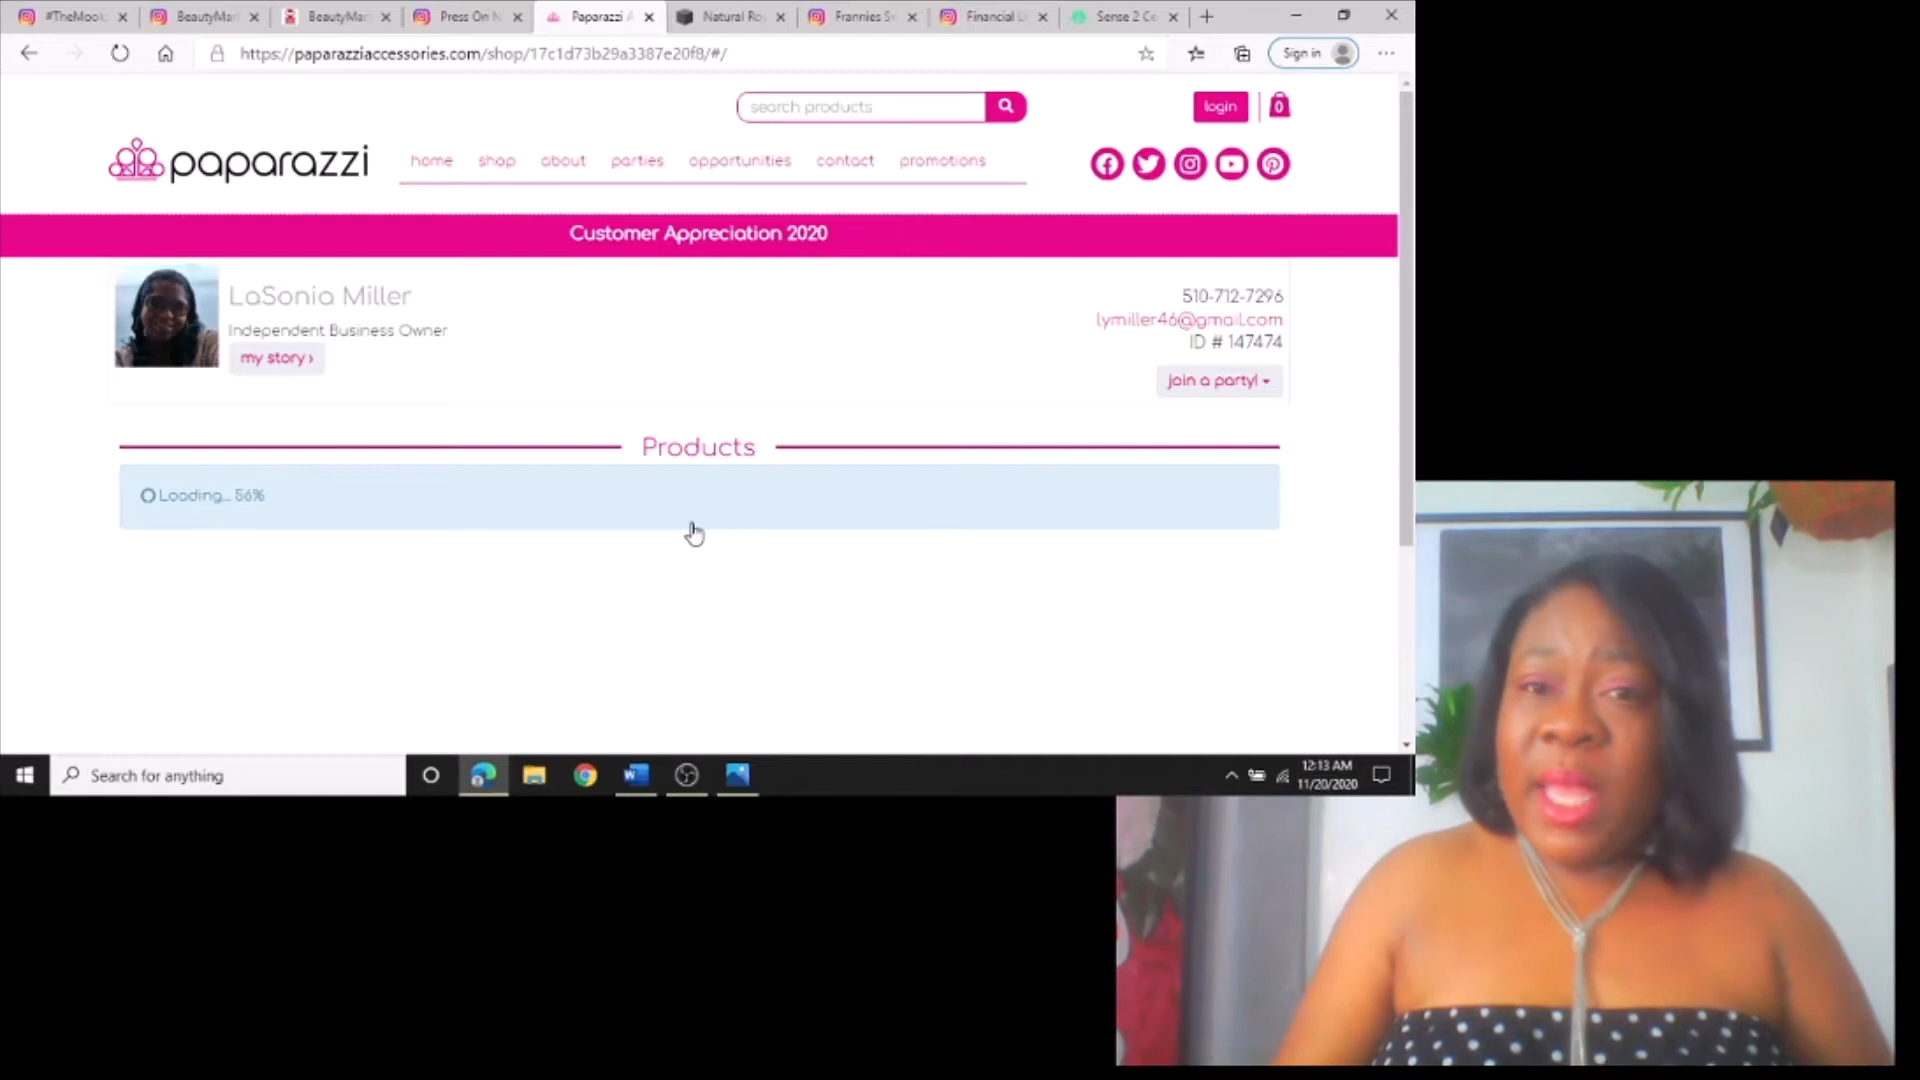 #TheMook
BeautyMar
BeautyMar
Press On N
Paparazzi A
Natural Ro
Frannies S
Financial
Sense 2 Co
https://paparazziaccessories.com/shop/17c1d73b29a3387e20f8/#/
Sign in
search products
login
0
paparazzi
home shop about parties opportunities contact promotions
Customer Appreciation 2020
LaSonia Miller
Independent Business Owner
my story ›
510-712-7296
lymiller46@gmail.com
ID # 147474
join a party!
Products
Loading... 56%
Search for anything
12:13 AM
11/20/2020